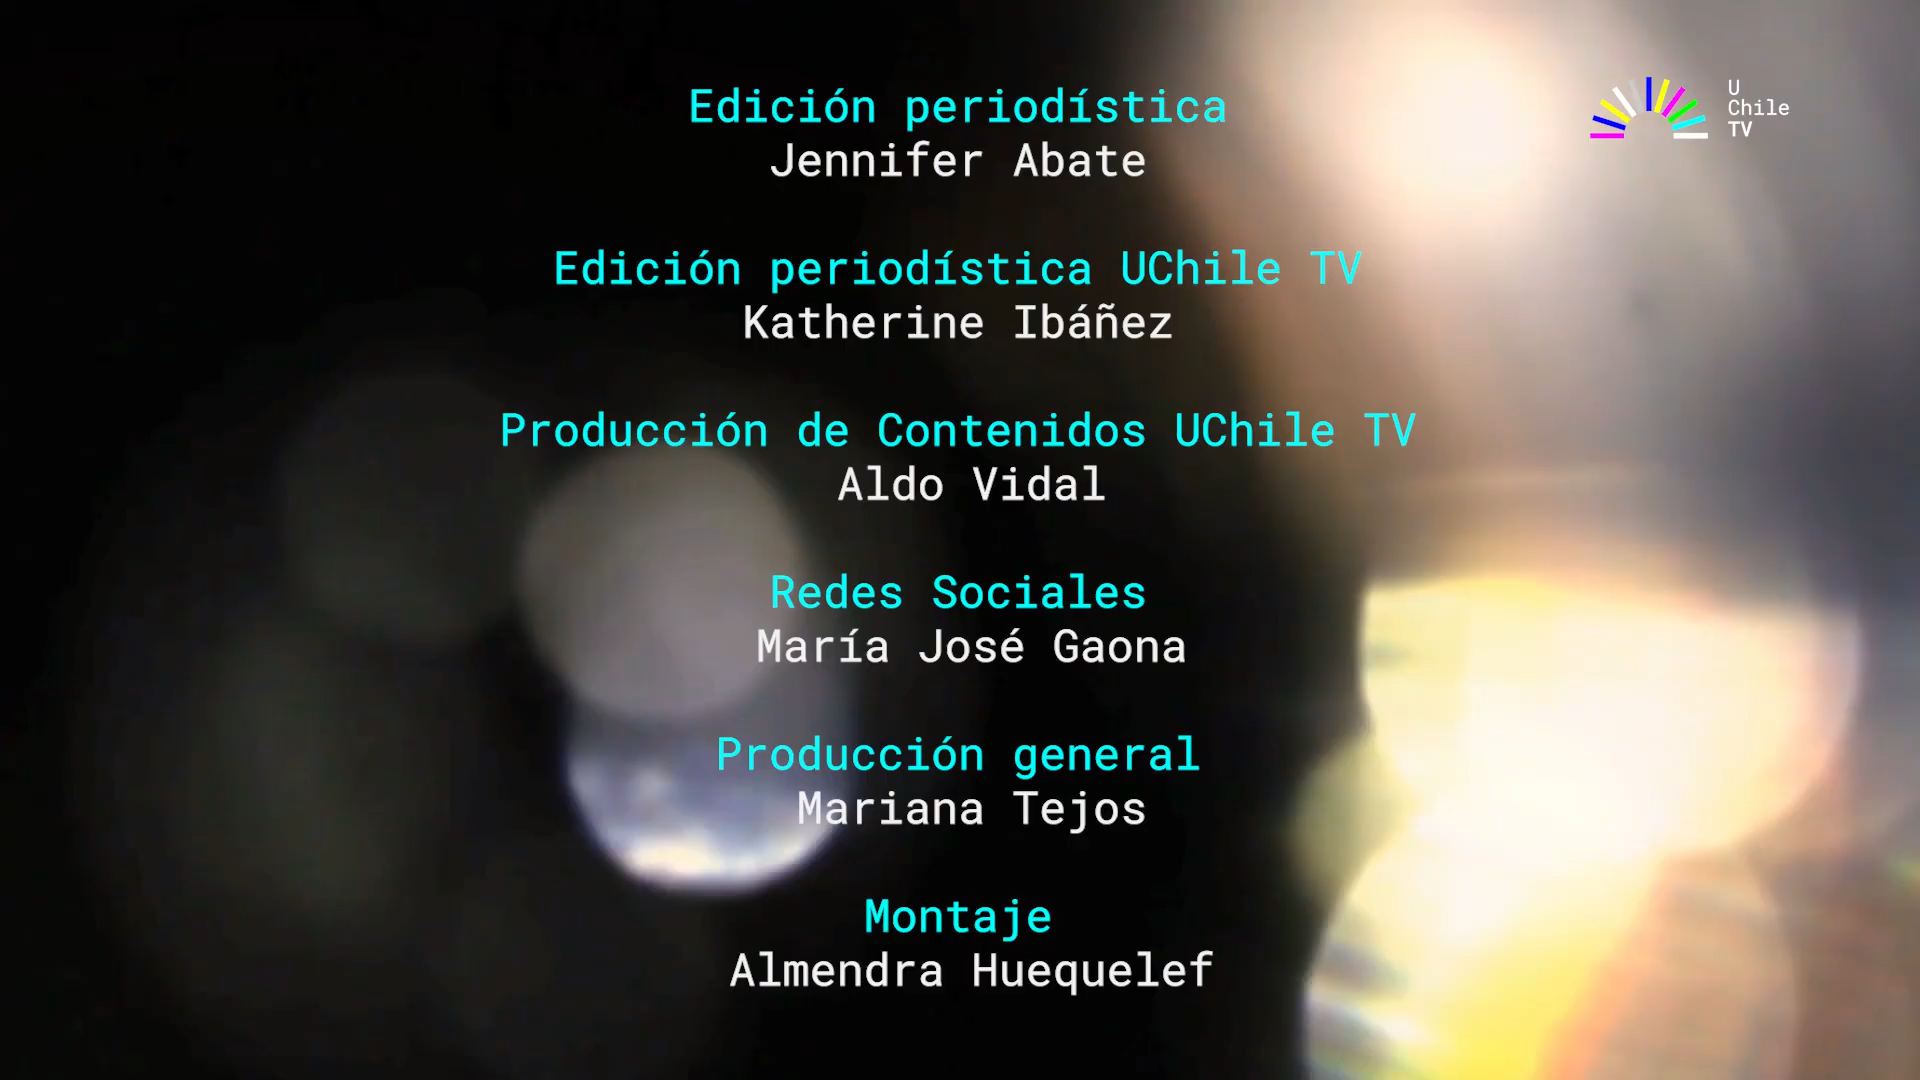 Edición periodística
Jennifer Abate
Edición periodística UChile TV
Katherine Ibáñez
Producción de Contenidos UChile TV
Aldo Vidal
Redes Sociales
María José Gaona
Producción general
Mariana Tejos
Montaje
Almendra Huequelef
U
Chile
TV